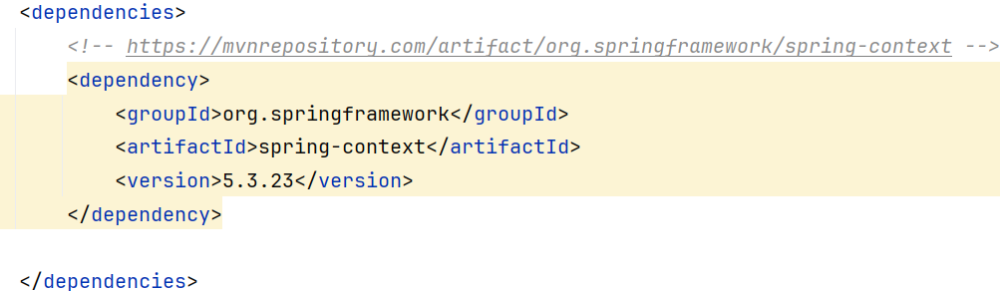 <dependencies>
<!-- https://mvnrepository.com/artifact/org.springframework/spring-context -->
<dependency>
<groupId>org.springframework</groupId>
<artifactId>spring-context</artifactId>
<version>5.3.23</version>
</dependency>
</dependencies>